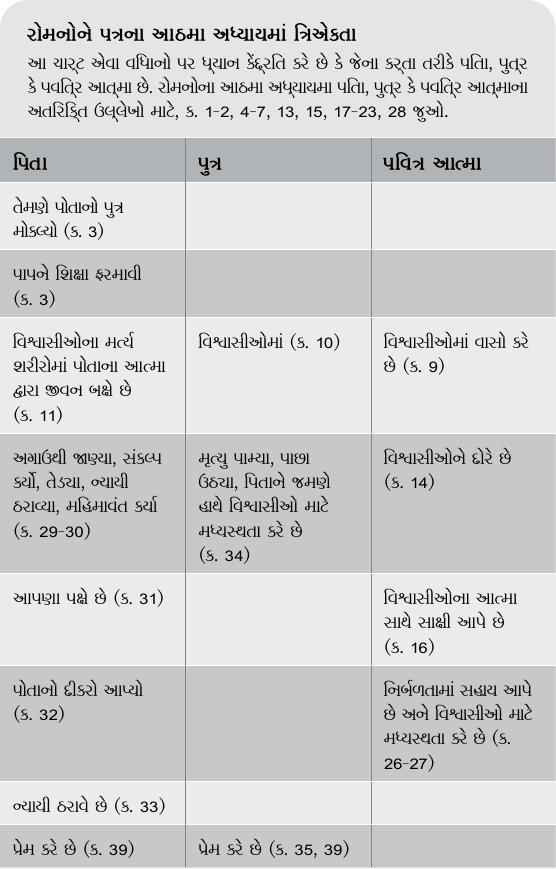 રોમનોને પત્રના આઠમા અધ્યાયમાં ત્રિએકતા
આ ચાર્ટ એવા વિધાનો પર ધ્યાન કેંદ્રતિ કરે છે કે જેના કર્તા તરીકે પતિા, પુત્ર
કે પવતિ્ર આત્મા છે. રોમનોના આઠમા અધ્યાયમા પતિા, પુત્ર કે પવતિ્ર આત્માના
અતરિક્તિ ઉલ્લેખો માટે, ક. 1-2, 4-7, 13, 15, 17-23, 28 જુઓ.
પિતા પુત્ર પવિત્ર આત્મા
તેમણે પોતાનો પુત્ર
મોકલ્યો (ક. 3)
પાપને શિક્ષા ફરમાવી
(ક. 3)
વિશ્વાસીઓના મર્ત્ય
શરીરોમાં પોતાના આત્મા
દ્વારા જીવન બક્ષે છે
(ક. 11)
વિશ્વાસીઓમાં (ક. 10)
વિશ્વાસીઓમાં વાસો કરે
છે (ક. 9)
અગાઉથી જાણ્યા, સંકલ્પ
કર્યો, તેડ્યા, ન્યાયી
ઠરાવ્યા, મહિમાવંત કર્યા
(ક. 29-30)
મૃત્યુ પામ્યા, પાછા
ઉઠ્યા, પિતાને જમણે
હાથે વિશ્વાસીઓ માટે
મધ્યસ્થતા કરે છે
(ક. 34)
વિશ્વાસીઓને દોરે છે
(ક. 14)
આપણા પક્ષે છે (ક. 31)
વિશ્વાસીઓના આત્મા
સાથે સાક્ષી આપે છે
(ક. 16)
પોતાનો દીકરો આપ્યો
(ક. 32)
નિર્બળતામાં સહાય આપે
છે અને વિશ્વાસીઓ માટે
મધ્યસ્થતા કરે છે (ક.
26-27)
ન્યાયી ઠરાવે છે (ક. 33)
પ્રેમ કરે છે (ક. 39)
પ્રેમ કરે છે (ક. 35, 39)